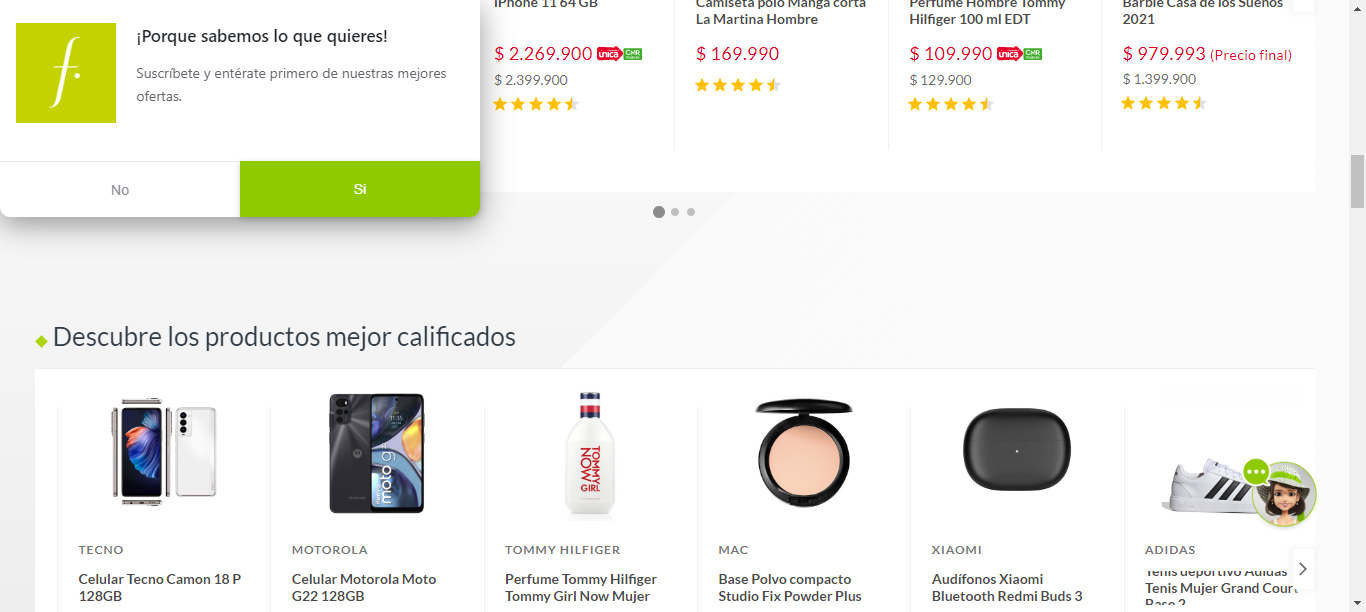 iPhone 11 64 GB
Camiseta polo Manga corta
La Martina Hombre
Perfume Hombre Tommy
Hilfiger 100 ml EDT
Barbie Casa de los Sueños
2021
f.
¡Porque sabemos lo que quieres!
Suscríbete y entérate primero de nuestras mejores
ofertas.
No
Si
$ 2.269.900 única CMR
$ 2.399.900
$ 169.990
$ 109.990 única CMR
$ 129.900
$ 979.993 (Precio final)
$ 1.399.900
Descubre los productos mejor calificados
TECNO
Celular Tecno Camon 18 P
128GB
moto g
MOTOROLA
Celular Motorola Moto
G22 128GB
TOMMY
NOW
GIRL
TOMMY HILFIGER
Perfume Tommy Hilfiger
Tommy Girl Now Mujer
MAC
Base Polvo compacto
Studio Fix Powder Plus
XIAOMI
Audífonos Xiaomi
Bluetooth Redmi Buds 3
ADIDAS
Tenis deportivo Adidas
Tenis Mujer Grand Court
Base 2